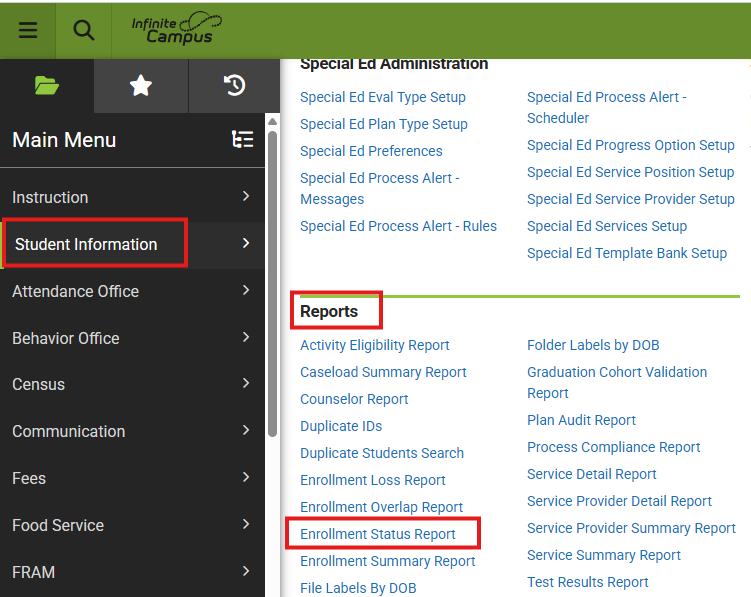 Infinite
Campus
Main Menu
Instruction
Student Information
Attendance Office
Behavior Office
Census
Communication
Fees
Food Service
FRAM
Special Ed Administration
Special Ed Eval Type Setup
Special Ed Plan Type Setup
Special Ed Preferences
Special Ed Process Alert -
Messages
Special Ed Process Alert - Rules
Special Ed Process Alert -
Scheduler
Special Ed Progress Option Setup
Special Ed Service Position Setup
Special Ed Service Provider Setup
Special Ed Services Setup
Special Ed Template Bank Setup
Reports
Activity Eligibility Report
Caseload Summary Report
Counselor Report
Duplicate IDs
Duplicate Students Search
Enrollment Loss Report
Enrollment Overlap Report
Enrollment Status Report
Enrollment Summary Report
File Labels By DOB
Folder Labels by DOB
Graduation Cohort Validation
Report
Plan Audit Report
Process Compliance Report
Service Detail Report
Service Provider Detail Report
Service Provider Summary Report
Service Summary Report
Test Results Report